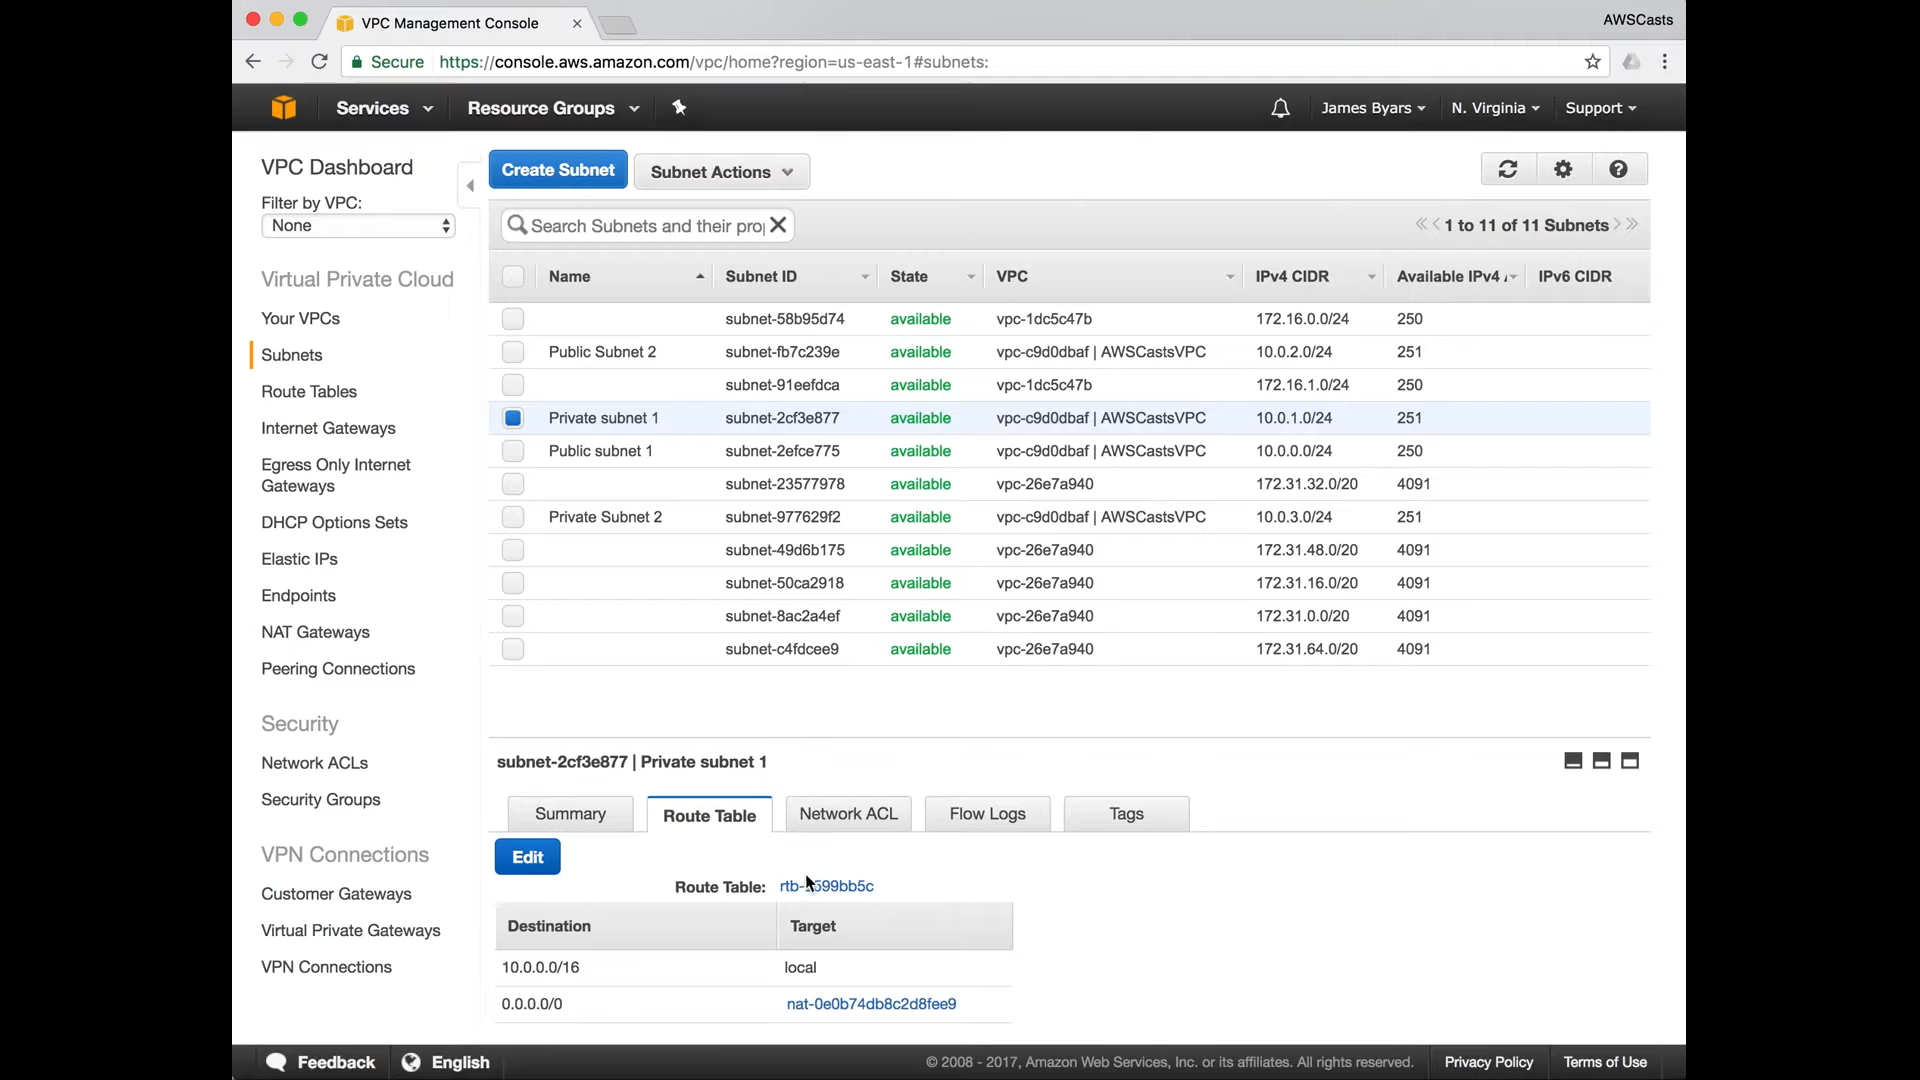 VPC Management Console
AWSCasts
Secure https://console.aws.amazon.com/vpc/home?region=us-east-1#subnets:
Services Resource Groups James Byars N. Virginia Support
VPC Dashboard
Filter by VPC:
None
Virtual Private Cloud
Your VPCs
Subnets
Route Tables
Internet Gateways
Egress Only Internet
Gateways
DHCP Options Sets
Elastic IPs
Endpoints
NAT Gateways
Peering Connections
Security
Network ACLs
Security Groups
VPN Connections
Customer Gateways
Virtual Private Gateways
VPN Connections
Create Subnet Subnet Actions
Search Subnets and their pro
1 to 11 of 11 Subnets
Name Subnet ID State VPC IPv4 CIDR Available IPv4 IPv6 CIDR
subnet-58b95d74 available vpc-1dc5c47b 172.16.0.0/24 250
Public Subnet 2 subnet-fb7c239e available vpc-c9d0dbaf | AWSCastsVPC 10.0.2.0/24 251
subnet-91eefdca available vpc-1dc5c47b 172.16.1.0/24 250
Private subnet 1 subnet-2cf3e877 available vpc-c9d0dbaf | AWSCastsVPC 10.0.1.0/24 251
Public subnet 1 subnet-2efce775 available vpc-c9d0dbaf | AWSCastsVPC 10.0.0.0/24 250
subnet-23577978 available vpc-26e7a940 172.31.32.0/20 4091
Private Subnet 2 subnet-977629f2 available vpc-c9d0dbaf | AWSCastsVPC 10.0.3.0/24 251
subnet-49d6b175 available vpc-26e7a940 172.31.48.0/20 4091
subnet-50ca2918 available vpc-26e7a940 172.31.16.0/20 4091
subnet-8ac2a4ef available vpc-26e7a940 172.31.0.0/20 4091
subnet-c4fdcee9 available vpc-26e7a940 172.31.64.0/20 4091
subnet-2cf3e877 | Private subnet 1
Summary Route Table Network ACL Flow Logs Tags
Edit
Route Table:
Destination Target
10.0.0.0/16 local
0.0.0.0/0 nat-0e0b74db8c2d8fee9
Feedback English © 2008 - 2017, Amazon Web Services, Inc. or its affiliates. All rights reserved. Privacy Policy Terms of Use